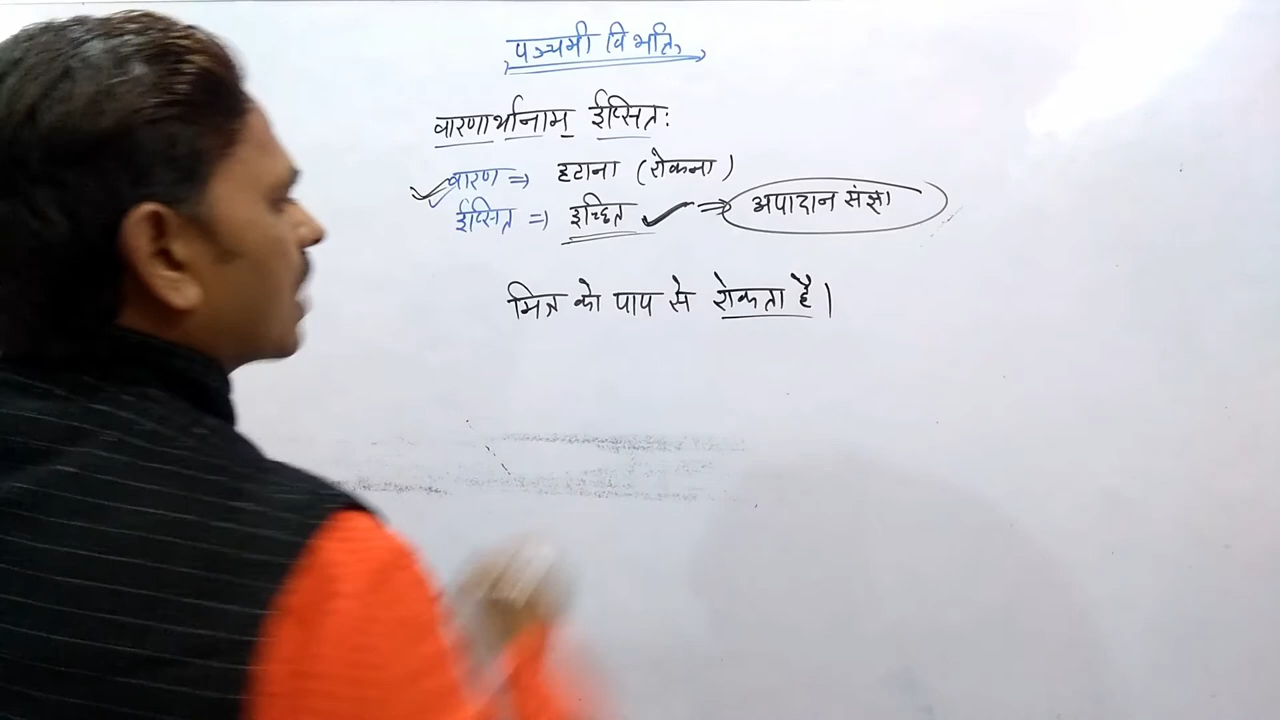 पञ्चमी विभक्ति
वारणार्थानाम् ईप्सितः
वारण ⇒ हटाना (रोकना)
ईप्सित ⇒ इच्छित ⇒ अपादान संज्ञा
मित्र को पाप से रोकता है।